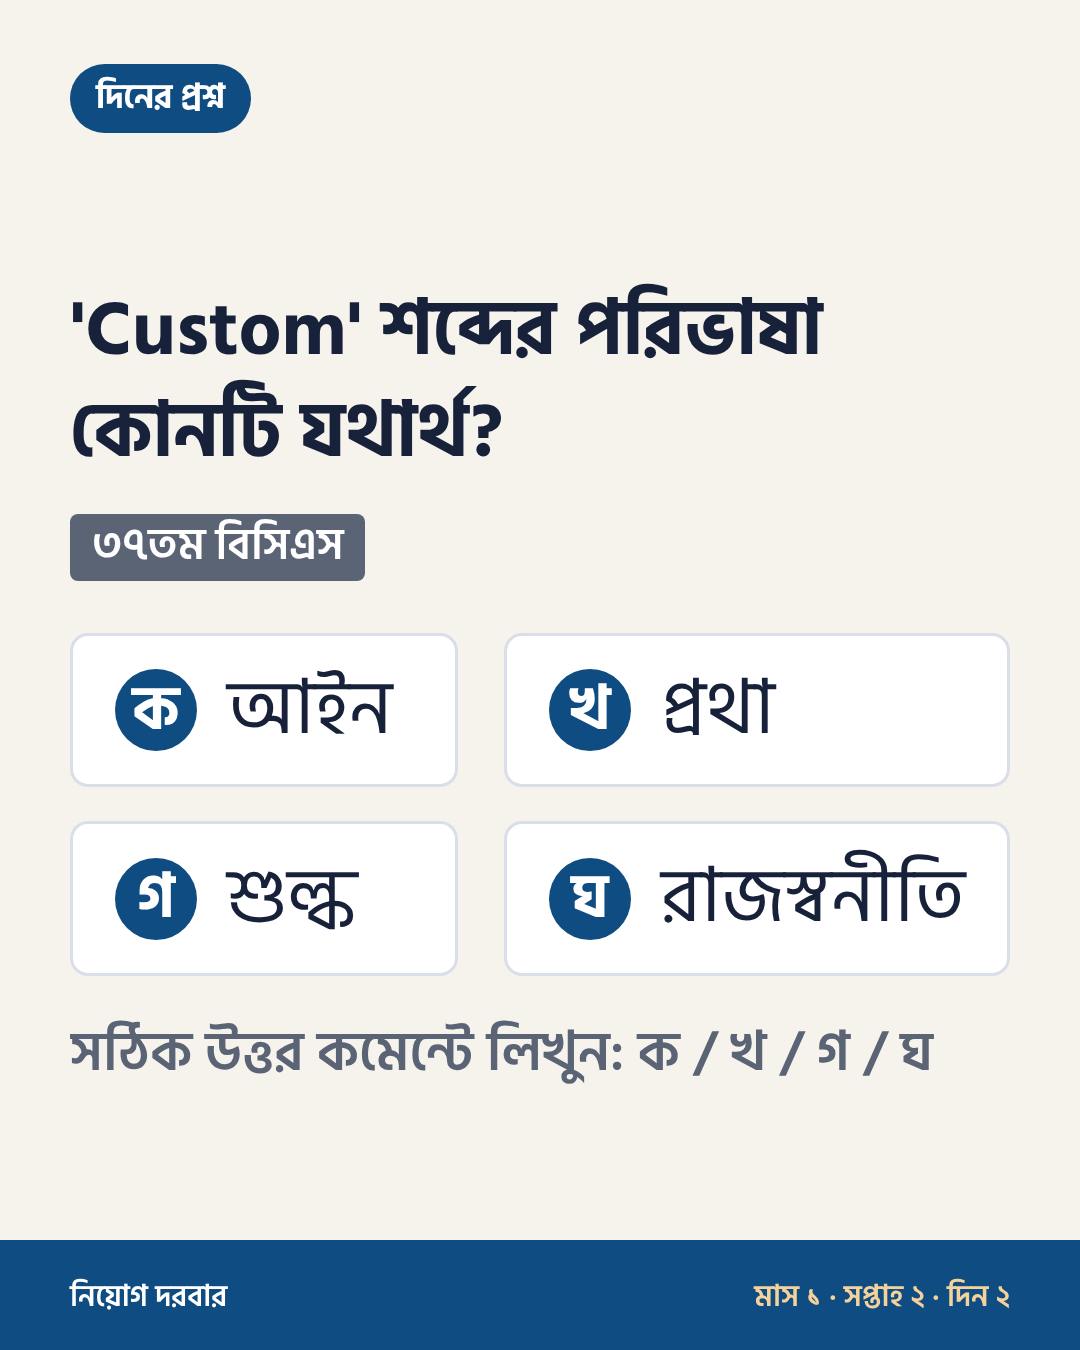 দিনের প্রশ্ন
'Custom' শব্দের পরিভাষা
কোনটি যথার্থ?
৩৭তম বিসিএস
ক আইন
খ প্রথা
গ শুল্ক
ঘ রাজস্বনীতি
সঠিক উত্তর কমেন্টে লিখুন: ক / খ / গ / ঘ
নিয়োগ দরবার
মাস ১ · সপ্তাহ ২ · দিন ২